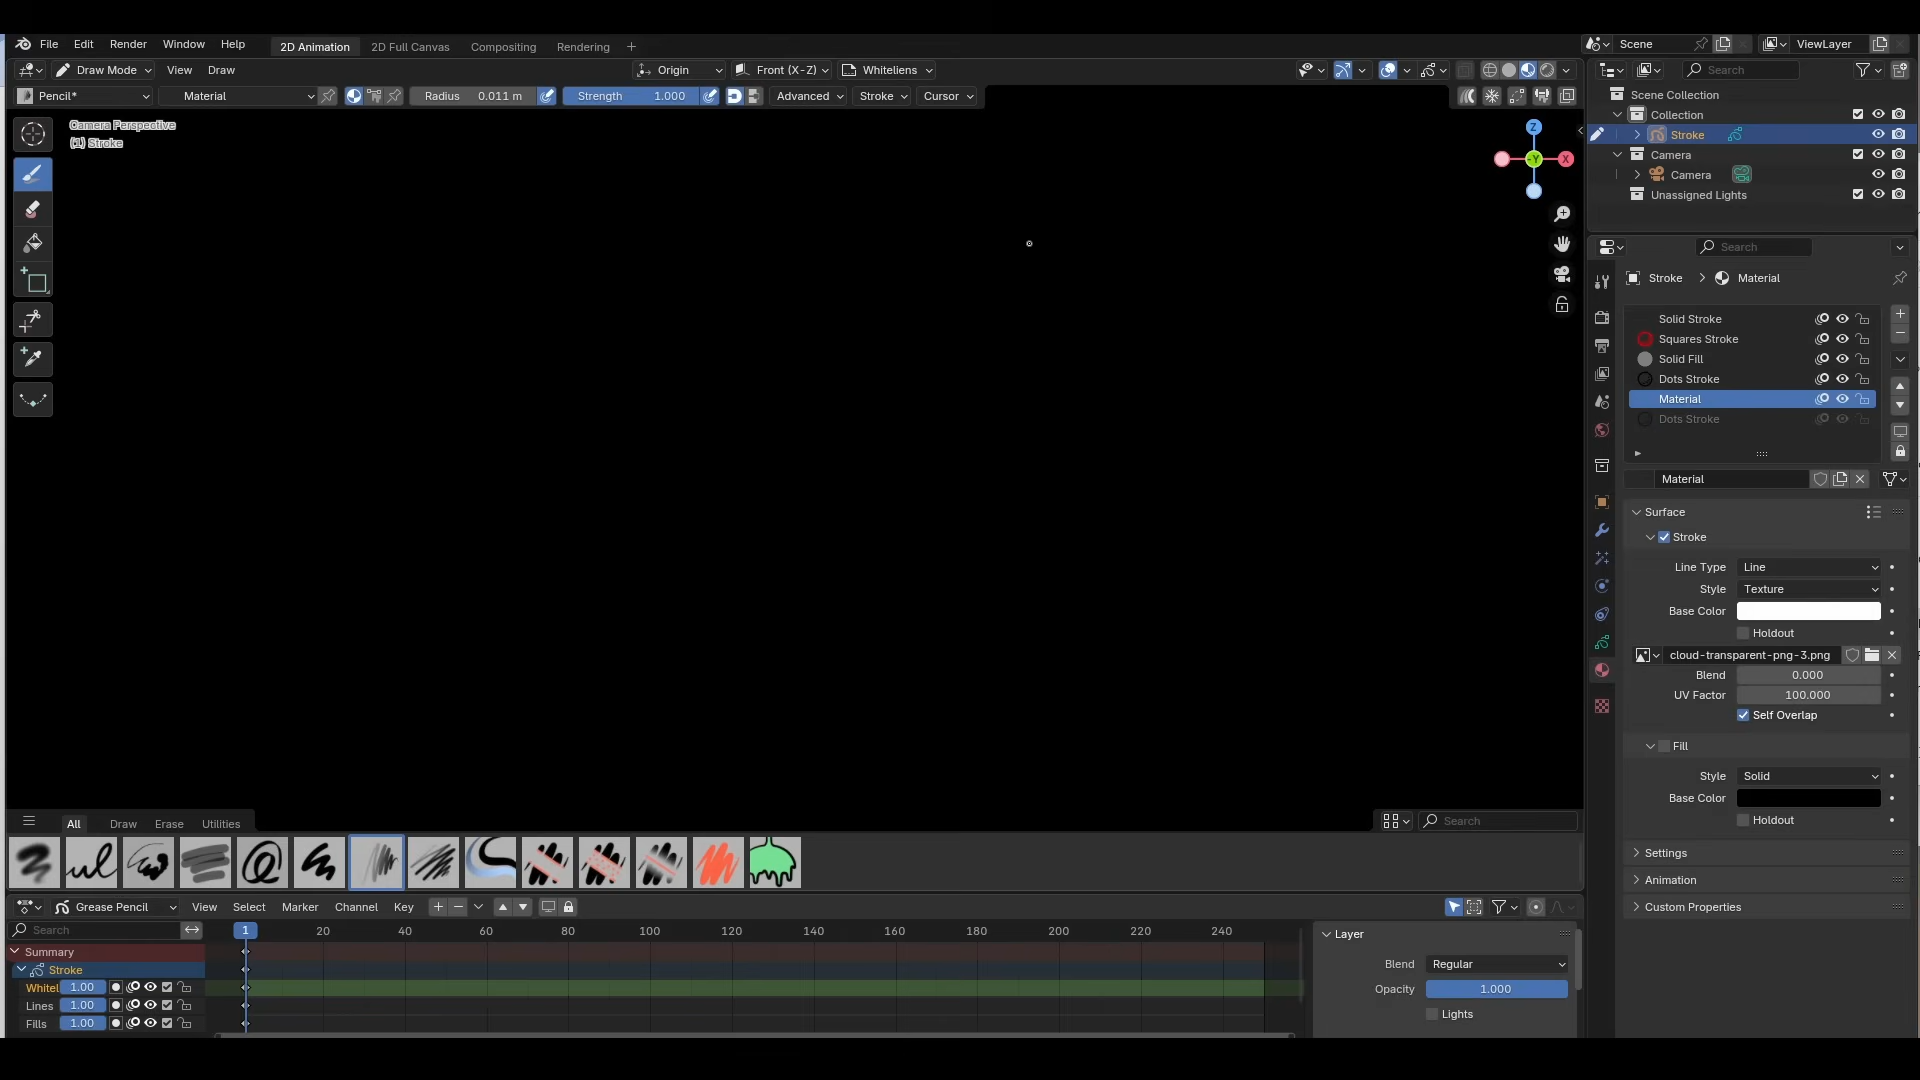 File Edit Render Window Help 2D Animation 2D Full Canvas Compositing Rendering + Scene ViewLayer
Draw Mode View Draw Origin Front (X-Z) Whiteliens Search
Pencil* Material Radius 0.011 m Strength 1.000 Advanced Stroke Cursor
Scene Collection
Collection
Stroke
Camera
Camera
Unassigned Lights
Camera Perspective
(1) Stroke
Z
-Y
X
Search
Stroke > Material
Solid Stroke
Squares Stroke
Solid Fill
Dots Stroke
Material
Dots Stroke
Material
Surface
Stroke
Line Type Line
Style Texture
Base Color
Holdout
cloud-transparent-png-3.png
Blend 0.000
UV Factor 100.000
Self Overlap
Fill
Style Solid
Base Color
Holdout
Settings
Animation
Custom Properties
All Draw Erase Utilities Search
Grease Pencil View Select Marker Channel Key
Search 1 20 40 60 80 100 120 140 160 180 200 220 240
Summary
Stroke
Whitel 1.00
Lines 1.00
Fills 1.00
Layer
Blend Regular
Opacity 1.000
Lights